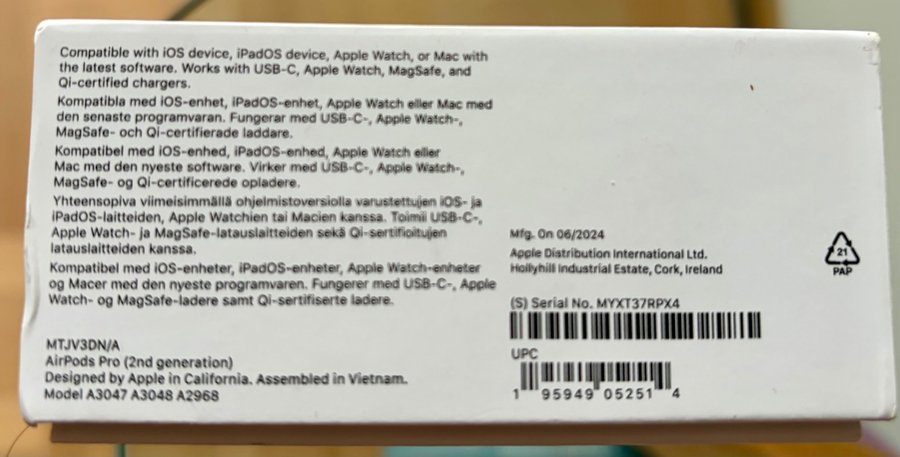 Compatible with iOS device, iPadOS device, Apple Watch, or Mac with
the latest software. Works with USB-C, Apple Watch, MagSafe, and
Qi-certified chargers.
Kompatibla med iOS-enhet, iPadOS-enhet, Apple Watch eller Mac med
den senaste programvaran. Fungerar med USB-C-, Apple Watch-,
MagSafe- och Qi-certifierade laddare.
Kompatibel med iOS-enhed, iPadOS-enhed, Apple Watch eller
Mac med den nyeste software. Virker med USB-C-, Apple Watch-,
MagSafe- og Qi-certificerede opladere.
Yhteensopiva viimeisimmällä ohjelmistoversiolla varustettujen iOS- ja
iPadOS-laitteiden, Apple Watchien tai Macien kanssa. Toimii USB-C-,
Apple Watch- ja MagSafe-latauslaitteiden sekä Qi-sertifioitujen
latauslaitteiden kanssa.
Kompatibel med iOS-enheter, iPadOS-enheter, Apple Watch-enheter
og Macer med den nyeste programvaren. Fungerer med USB-C-, Apple
Watch- og MagSafe-ladere samt Qi-sertifiserte ladere.
MTJV3DN/A
AirPods Pro (2nd generation)
Designed by Apple in California. Assembled in Vietnam.
Model A3047 A3048 A2968
Mfg. On 06/2024
Apple Distribution International Ltd.
Hollyhill Industrial Estate, Cork, Ireland
(S) Serial No. MYXT37RPX4
UPC
1 95949 05251 4
21
PAP